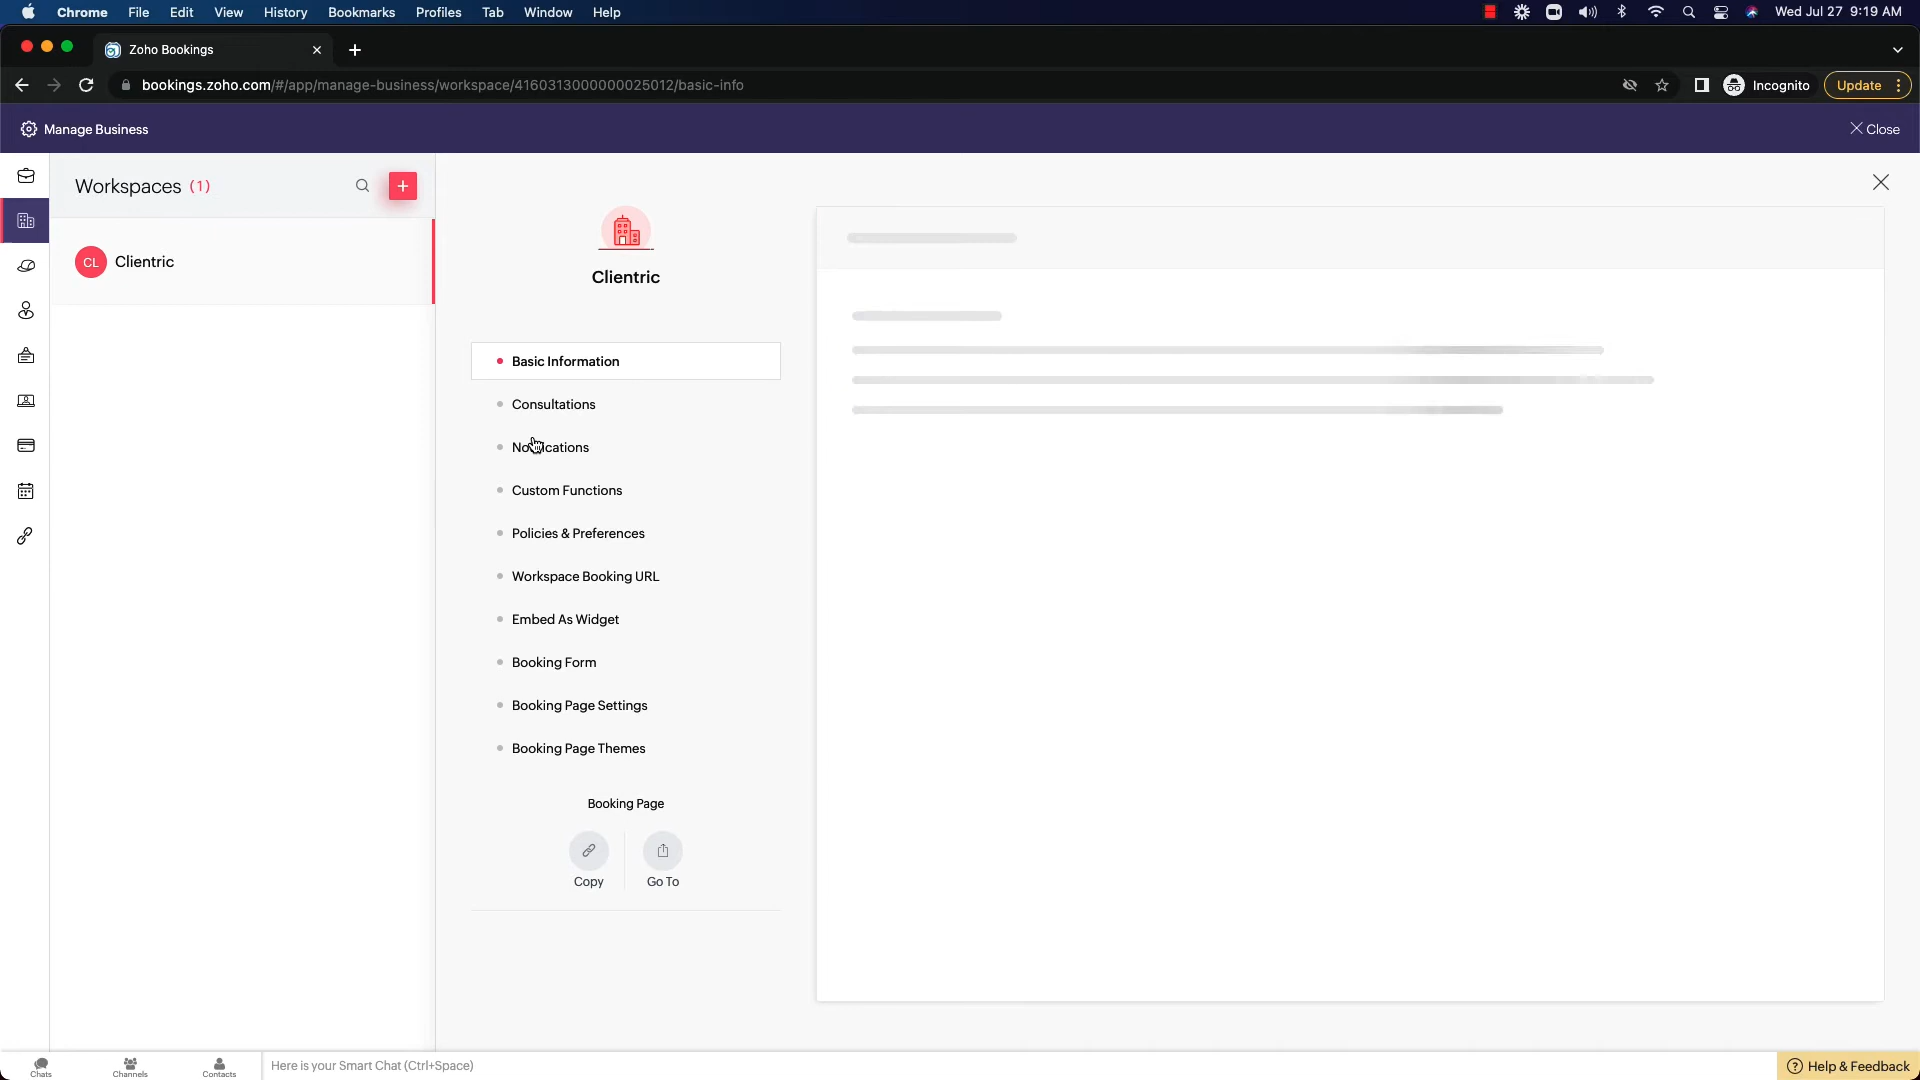 Chrome File Edit View History Bookmarks Profiles Tab Window Help Wed Jul 27 9:19 AM
Zoho Bookings
bookings.zoho.com/#/app/manage-business/workspace/4160313000000025012/basic-info Incognito Update
Manage Business Close
Workspaces (1)
CL Clientric
Clientric
Basic Information
Consultations
Notifications
Custom Functions
Policies & Preferences
Workspace Booking URL
Embed As Widget
Booking Form
Booking Page Settings
Booking Page Themes
Booking Page
Copy Go To
Chats Channels Contacts Here is your Smart Chat (Ctrl+Space) Help & Feedback